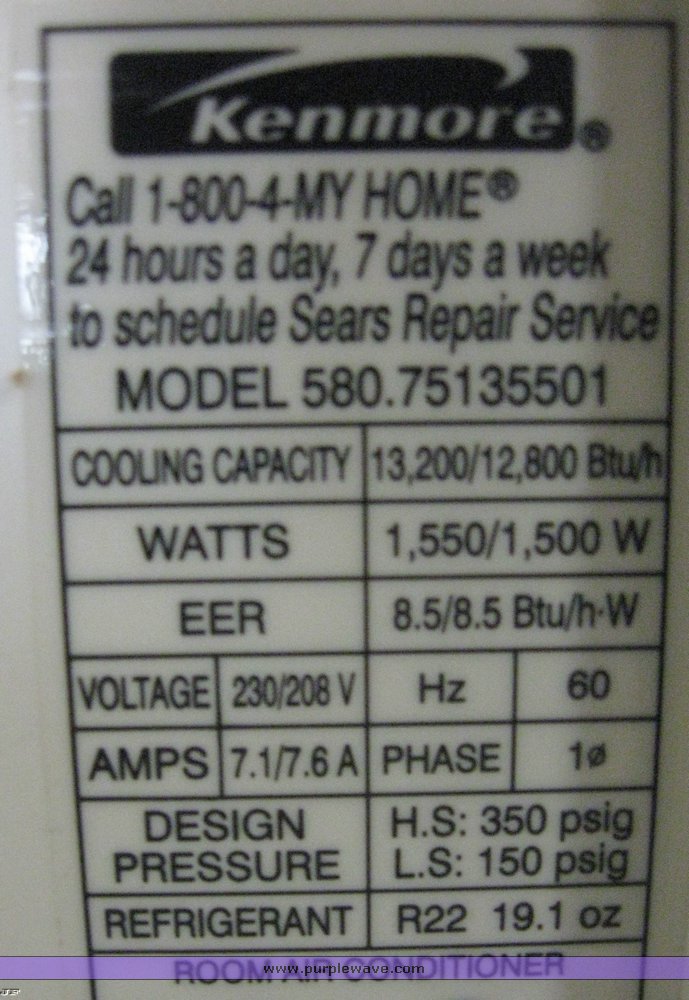 Kenmore®
Call 1-800-4-MY HOME®
24 hours a day, 7 days a week
to schedule Sears Repair Service
MODEL 580.75135501
COOLING CAPACITY 13,200/12,800 Btu/h
WATTS 1,550/1,500 W
EER 8.5/8.5 Btu/h·W
VOLTAGE 230/208 V Hz 60
AMPS 7.1/7.6 A PHASE 1ø
DESIGN PRESSURE H.S: 350 psig L.S: 150 psig
REFRIGERANT R22 19.1 oz
ROOM AIR CONDITIONER
www.purplewave.com